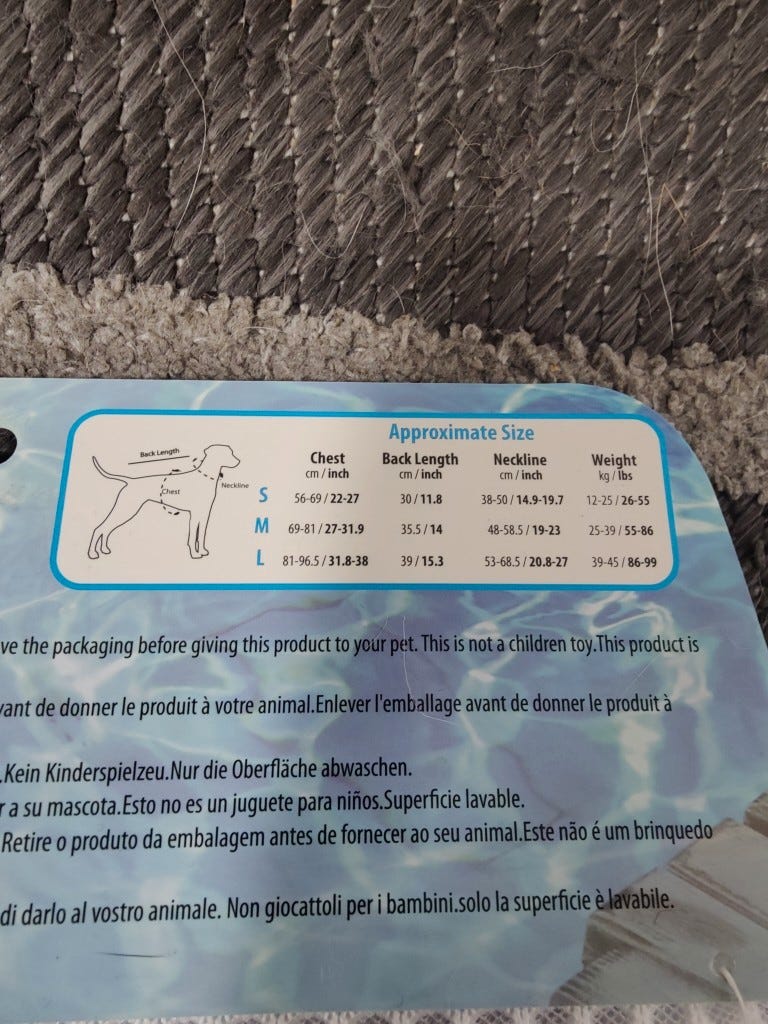 Approximate Size
Back Length
Chest
Neckline
Chest Back Length Neckline Weight
cm / inch cm / inch cm / inch kg / lbs
S 56-69 / 22-27 30 / 11.8 38-50 / 14.9-19.7 12-25 / 26-55
M 69-81 / 27-31.9 35.5 / 14 48-58.5 / 19-23 25-39 / 55-86
L 81-96.5 / 31.8-38 39 / 15.3 53-68.5 / 20.8-27 39-45 / 86-99
ve the packaging before giving this product to your pet. This is not a children toy.This product is
vant de donner le produit à votre animal.Enlever l'emballage avant de donner le produit à
.Kein Kinderspielzeu.Nur die Oberfläche abwaschen.
r a su mascota.Esto no es un juguete para niños.Superficie lavable.
Retire o produto da embalagem antes de fornecer ao seu animal.Este não é um brinquedo
di darlo al vostro animale. Non giocattoli per i bambini.solo la superficie è lavabile.